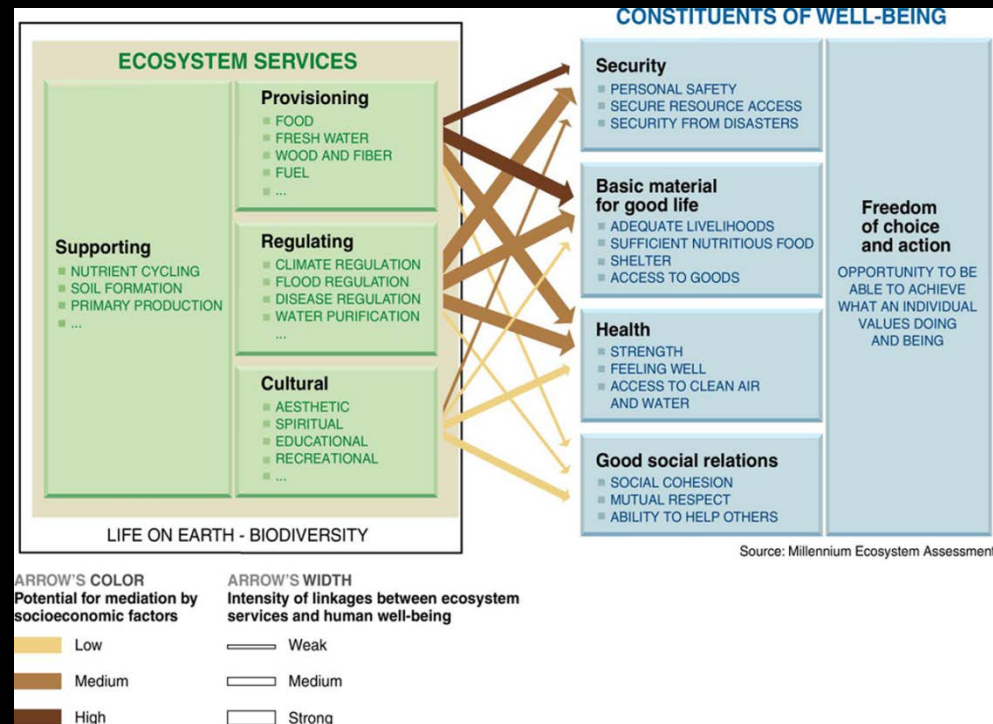 CONSTITUENTS OF WELL-BEING
ECOSYSTEM SERVICES
Supporting
NUTRIENT CYCLING
SOIL FORMATION
PRIMARY PRODUCTION
...
Provisioning
FOOD
FRESH WATER
WOOD AND FIBER
FUEL
...
Regulating
CLIMATE REGULATION
FLOOD REGULATION
DISEASE REGULATION
WATER PURIFICATION
...
Cultural
AESTHETIC
SPIRITUAL
EDUCATIONAL
RECREATIONAL
...
LIFE ON EARTH - BIODIVERSITY
Security
PERSONAL SAFETY
SECURE RESOURCE ACCESS
SECURITY FROM DISASTERS
Basic material
for good life
ADEQUATE LIVELIHOODS
SUFFICIENT NUTRITIOUS FOOD
SHELTER
ACCESS TO GOODS
Health
STRENGTH
FEELING WELL
ACCESS TO CLEAN AIR
AND WATER
Good social relations
SOCIAL COHESION
MUTUAL RESPECT
ABILITY TO HELP OTHERS
Freedom
of choice
and action
OPPORTUNITY TO BE
ABLE TO ACHIEVE
WHAT AN INDIVIDUAL
VALUES DOING
AND BEING
Source: Millennium Ecosystem Assessment
ARROW'S COLOR
Potential for mediation by
socioeconomic factors
Low
Medium
High
ARROW'S WIDTH
Intensity of linkages between ecosystem
services and human well-being
Weak
Medium
Strong